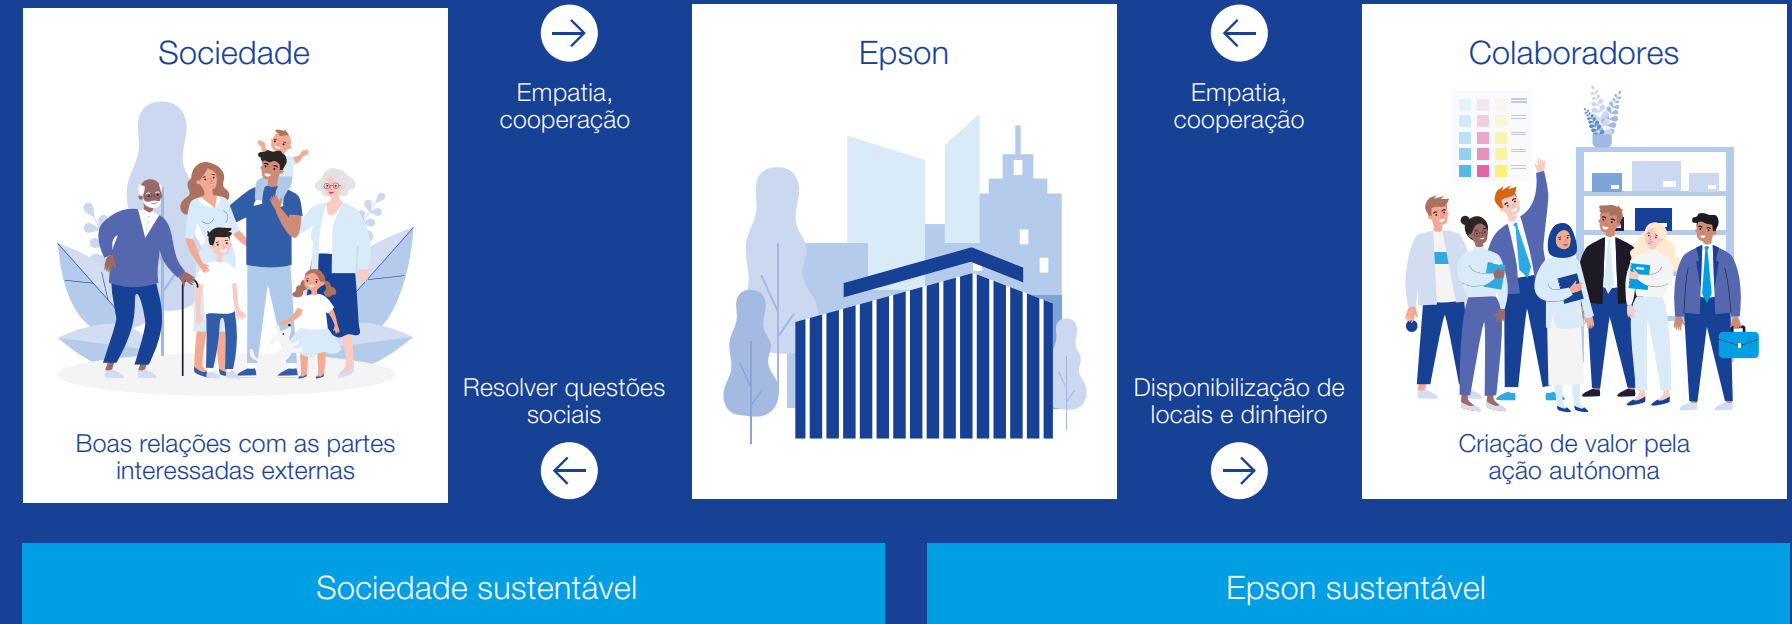 Sociedade
Boas relações com as partes
interessadas externas
Empatia,
cooperação
Resolver questões
sociais
Epson
Empatia,
cooperação
Disponibilização de
locais e dinheiro
Colaboradores
Criação de valor pela
ação autónoma
Sociedade sustentável
Epson sustentável